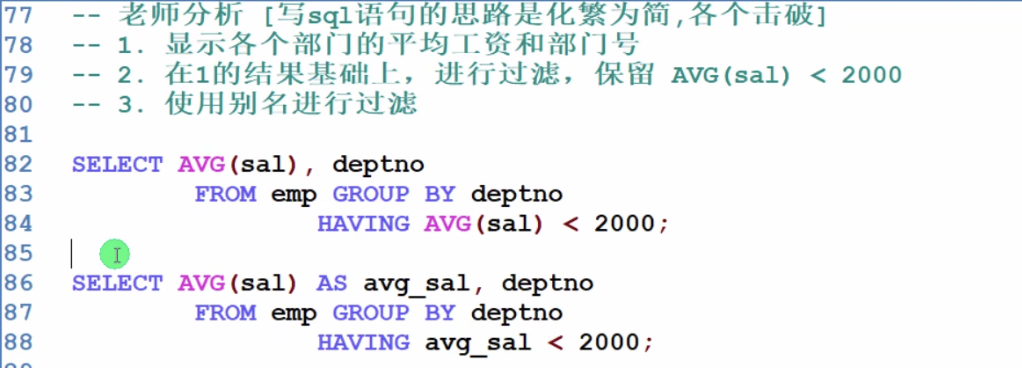 77 -- 老师分析 [写sql语句的思路是化繁为简,各个击破]
78 -- 1. 显示各个部门的平均工资和部门号
79 -- 2. 在1的结果基础上，进行过滤，保留 AVG(sal) < 2000
80 -- 3. 使用别名进行过滤
81
82 SELECT AVG(sal), deptno
83 FROM emp GROUP BY deptno
84 HAVING AVG(sal) < 2000;
85
86 SELECT AVG(sal) AS avg_sal, deptno
87 FROM emp GROUP BY deptno
88 HAVING avg_sal < 2000;